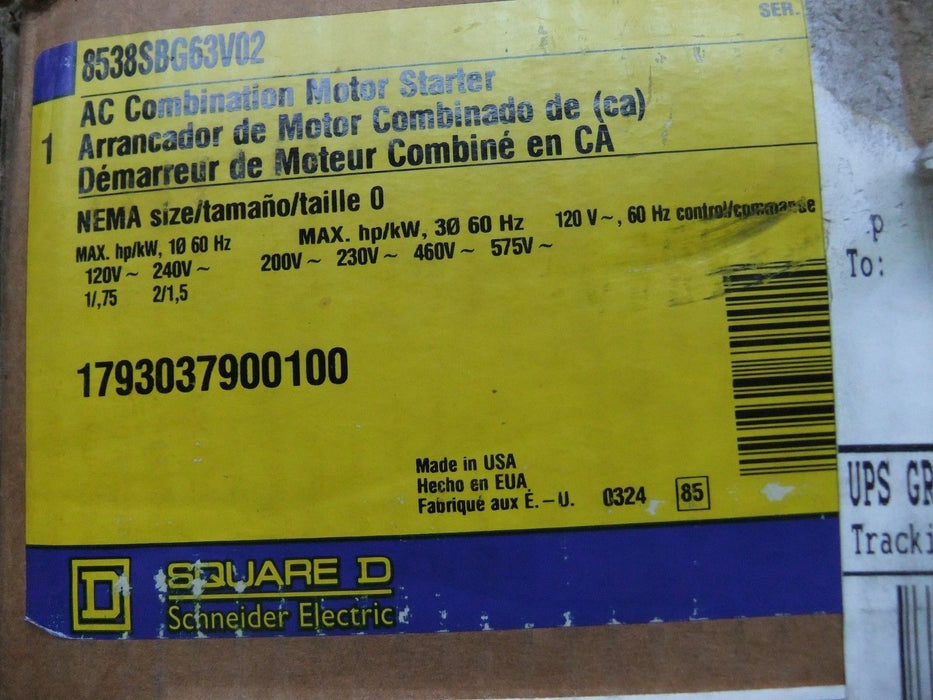 SER.
8538SBG63V02
AC Combination Motor Starter
1 Arrancador de Motor Combinado de (ca)
Démarreur de Moteur Combiné en CA
NEMA size/tamaño/taille 0
MAX. hp/kW, 1Ø 60 Hz
MAX. hp/kW, 3Ø 60 Hz
120 V~, 60 Hz control/commande
120V~ 240V~
200V~ 230V~ 460V~ 575V~
1/,75 2/1,5
1793037900100
Made in USA
Hecho en EUA
Fabriqué aux É.-U. 0324 85
D SQUARE D
Schneider Electric
p
To:
UPS
Tracki